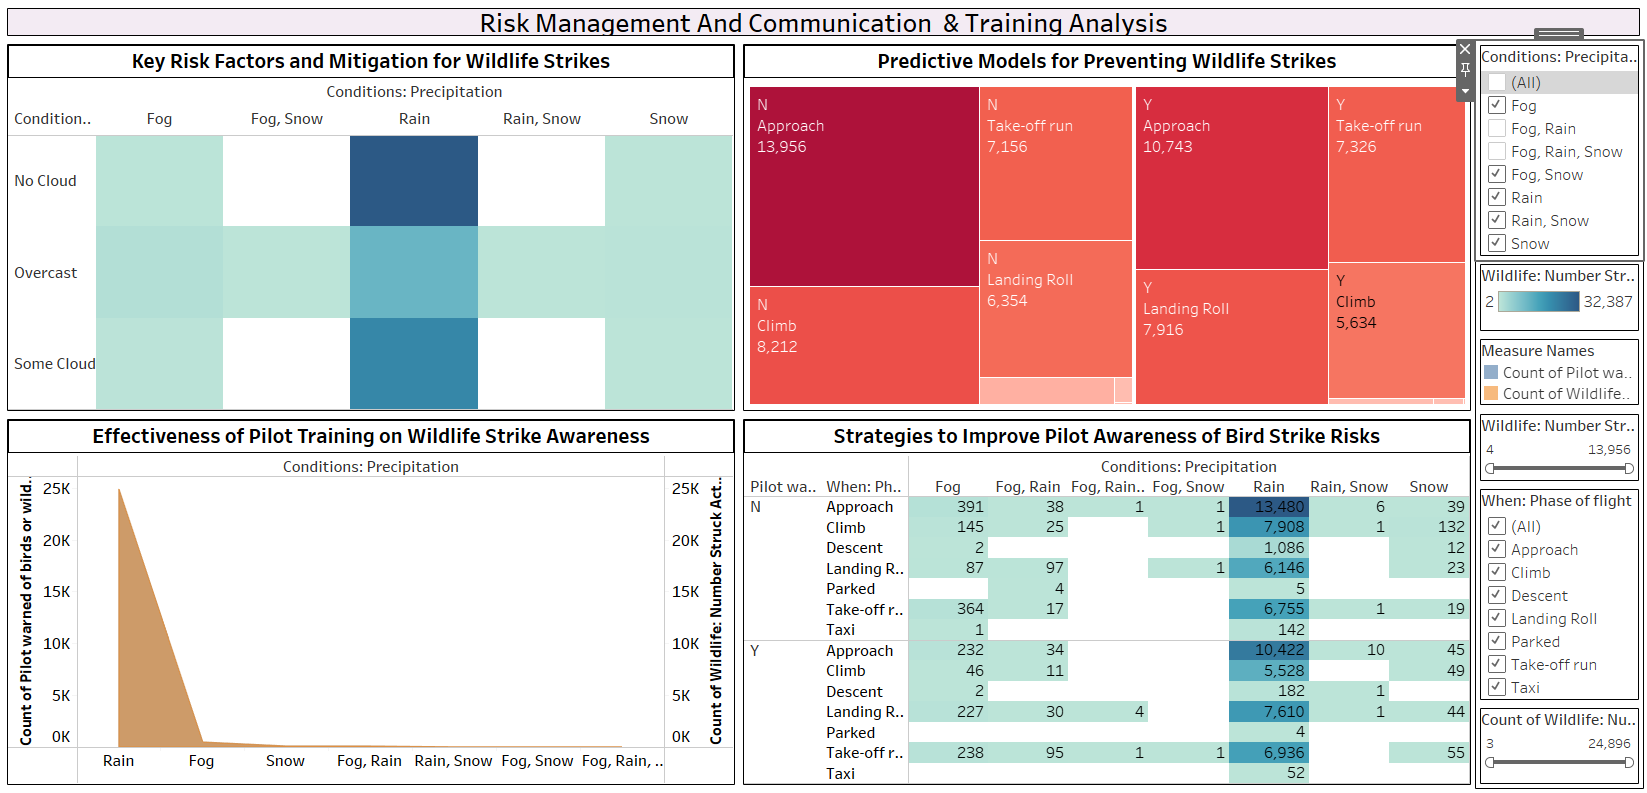 Risk Management And Communication & Training Analysis
Key Risk Factors and Mitigation for Wildlife Strikes
Conditions: Precipitation
Condition.. Fog Fog, Snow Rain Rain, Snow Snow
No Cloud
Overcast
Some Cloud
Predictive Models for Preventing Wildlife Strikes
N
Approach
13,956
N
Climb
8,212
N
Take-off run
7,156
N
Landing Roll
6,354
Y
Approach
10,743
Y
Landing Roll
7,916
Y
Take-off run
7,326
Y
Climb
5,634
Effectiveness of Pilot Training on Wildlife Strike Awareness
Conditions: Precipitation
Count of Pilot warned of birds or wild..
25K
20K
15K
10K
5K
0K
25K
20K
15K
10K
5K
0K
Count of Wildlife: Number Struck Act..
Rain Fog Snow Fog, Rain Rain, Snow Fog, Snow Fog, Rain, ..
Strategies to Improve Pilot Awareness of Bird Strike Risks
Conditions: Precipitation
Pilot wa.. When: Ph.. Fog Fog, Rain Fog, Rain.. Fog, Snow Rain Rain, Snow Snow
N Approach 391 38 1 1 13,480 6 39
Climb 145 25 1 7,908 1 132
Descent 2 1,086 12
Landing R.. 87 97 1 6,146 23
Parked 4 5
Take-off r.. 364 17 6,755 1 19
Taxi 1 142
Y Approach 232 34 10,422 10 45
Climb 46 11 5,528 49
Descent 2 182 1
Landing R.. 227 30 4 7,610 1 44
Parked 4
Take-off r.. 238 95 1 1 6,936 55
Taxi 52
Conditions: Precipita..
(All)
Fog
Fog, Rain
Fog, Rain, Snow
Fog, Snow
Rain
Rain, Snow
Snow
Wildlife: Number Str..
2 32,387
Measure Names
Count of Pilot wa..
Count of Wildlife..
Wildlife: Number Str..
4 13,956
When: Phase of flight
(All)
Approach
Climb
Descent
Landing Roll
Parked
Take-off run
Taxi
Count of Wildlife: Nu..
3 24,896